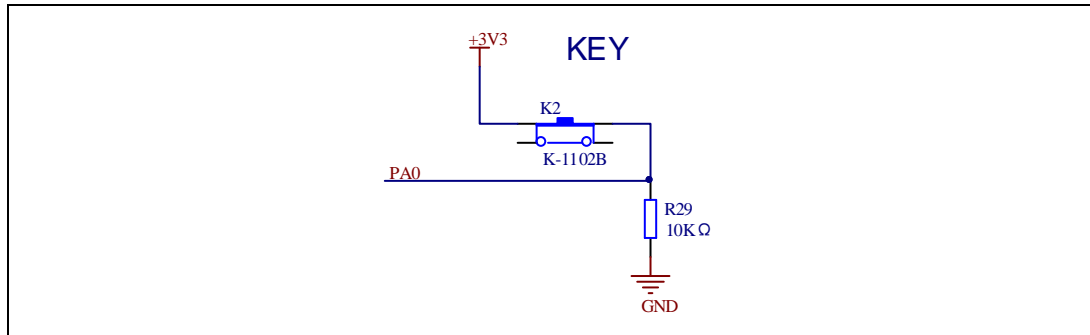 +3V3
KEY
K2
K-1102B
PA0
R29
10KΩ
GND